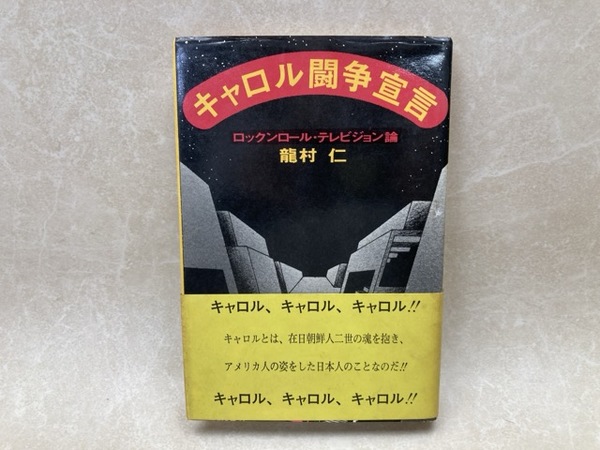 キャロル闘争宣言
ロックンロール・テレビジョン論
龍村 仁
キャロル、キャロル、キャロル!!
キャロルとは、在日朝鮮人二世の魂を抱き、
アメリカ人の姿をした日本人のことなのだ!!
キャロル、キャロル、キャロル!!